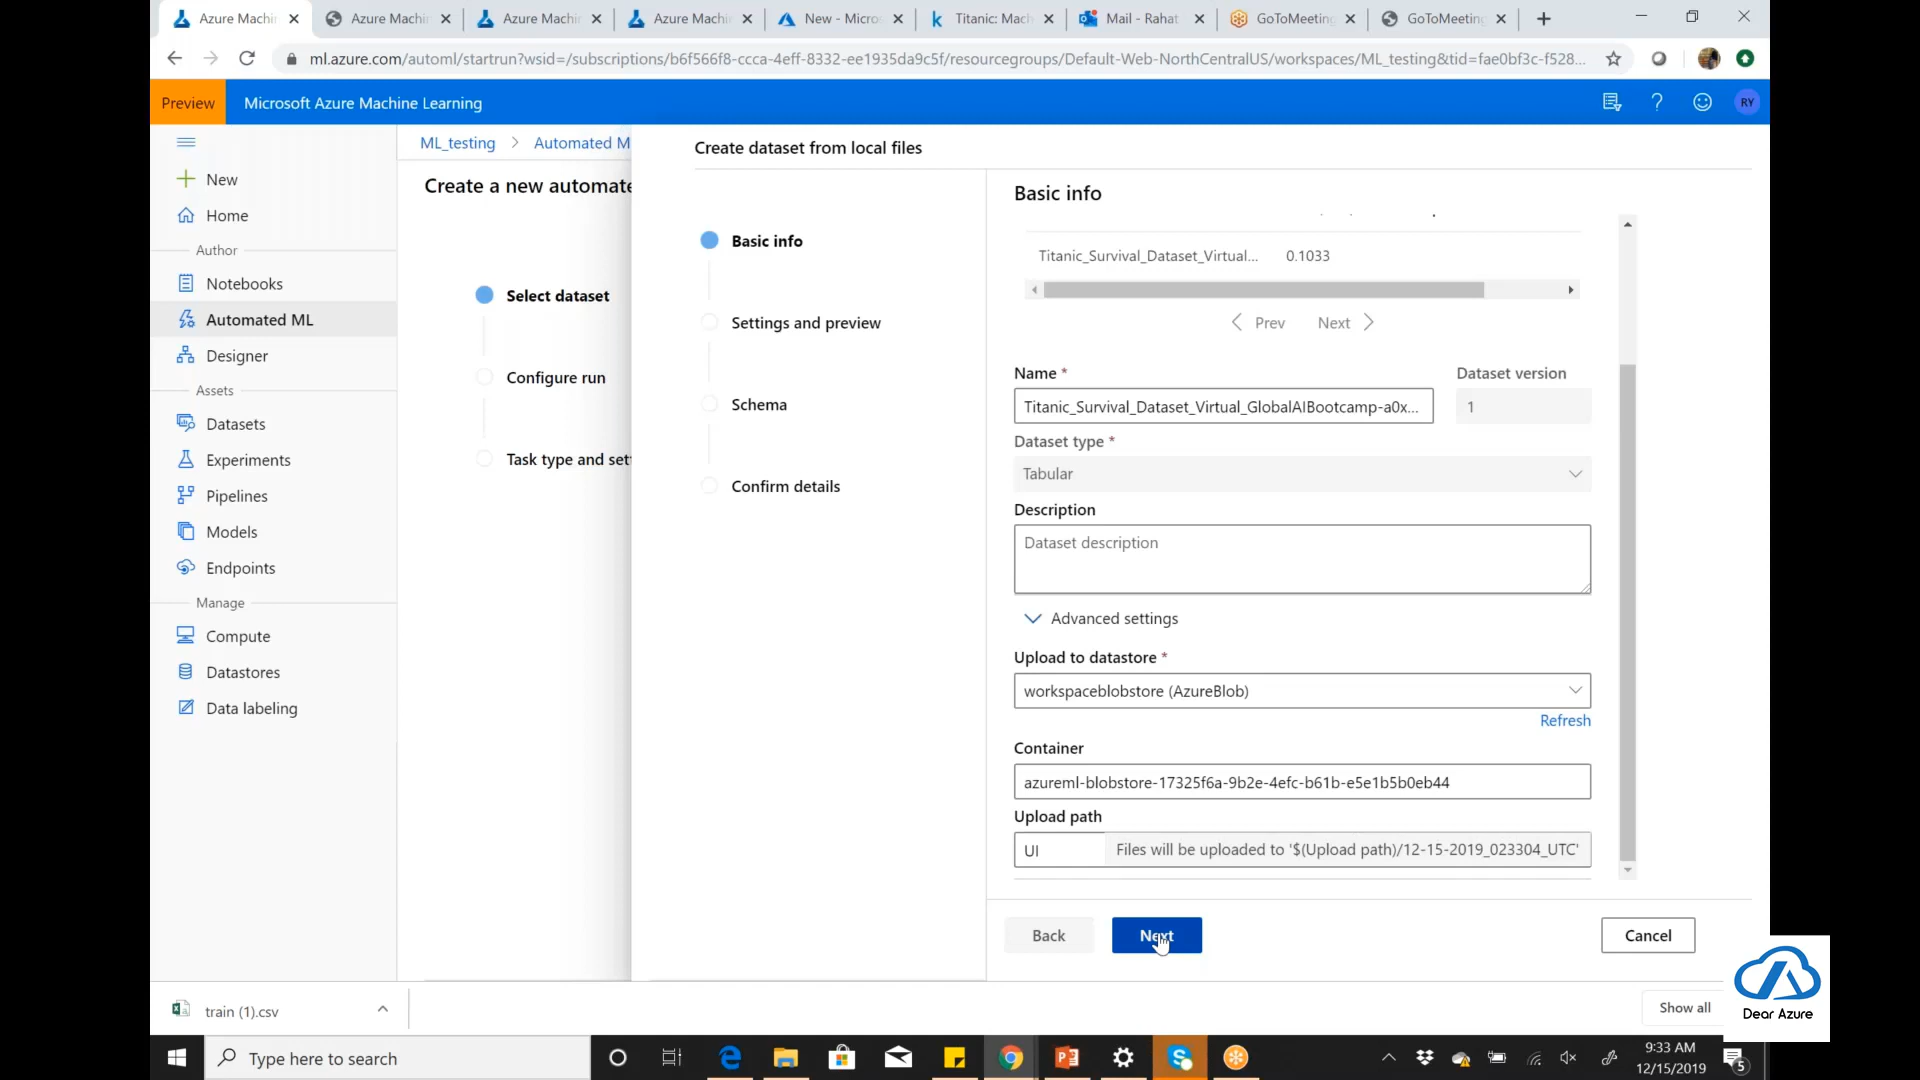 Azure Machi
Azure Machi
Azure Machi
Azure Machi
New - Micro
Titanic: Mach
Mail - Rahat
GoToMeeting
GoToMeeting
ml.azure.com/automl/startrun?wsid=/subscriptions/b6f566f8-ccca-4eff-8332-ee1935da9c5f/resourcegroups/Default-Web-NorthCentralUS/workspaces/ML_testing&tid=fae0bf3c-f528...
Preview
Microsoft Azure Machine Learning
RY
New
Home
Author
Notebooks
Automated ML
Designer
Assets
Datasets
Experiments
Pipelines
Models
Endpoints
Manage
Compute
Datastores
Data labeling
ML_testing > Automated M
Create a new automate
Select dataset
Configure run
Task type and sett
Create dataset from local files
Basic info
Settings and preview
Schema
Confirm details
Basic info
Titanic_Survival_Dataset_Virtual... 0.1033
Prev Next
Name * Dataset version
Titanic_Survival_Dataset_Virtual_GlobalAIBootcamp-a0x... 1
Dataset type *
Tabular
Description
Dataset description
Advanced settings
Upload to datastore *
workspaceblobstore (AzureBlob)
Refresh
Container
azureml-blobstore-17325f6a-9b2e-4efc-b61b-e5e1b5b0eb44
Upload path
UI Files will be uploaded to '$(Upload path)/12-15-2019_023304_UTC'
Back Next Cancel
train (1).csv
Show all
Dear Azure
Type here to search
9:33 AM
12/15/2019
5